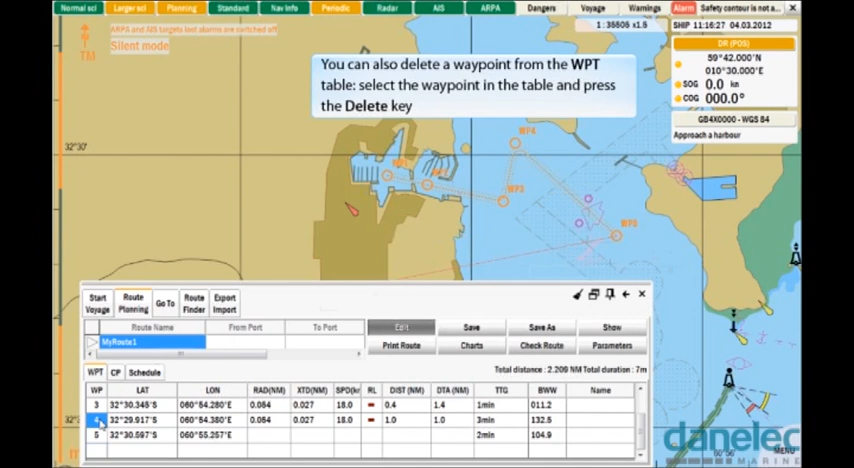 Normal scl Larger scl Planning Standard Nav Info Periodic Radar AIS ARPA Dangers Voyage Warnings Alarm Safety contour is not a...
ARPA and AIS targets lost alarms are switched off
Silent mode
TM
1 : 35505 x1.5
SHIP 11:16:27 04.03.2012
DR (POS)
59°42.000'N
010°30.000'E
SOG 0.0 kn
COG 000.0°
GB4X0000 - WGS 84
Approach a harbour
You can also delete a waypoint from the WPT
table: select the waypoint in the table and press
the Delete key
32°30'
WP4
WP3
WP5
Start Voyage Route Planning Go To Route Finder Export Import
Route Name From Port To Port Edit Save Save As Show
MyRoute1 Print Route Charts Check Route Parameters
WPT CP Schedule Total distance : 2.209 NM Total duration : 7m
WP LAT LON RAD(NM) XTD(NM) SPD(kn RL DIST (NM) DTA (NM) TTG BWW Name
3 32°30.345'S 060°54.280'E 0.054 0.027 18.0 0.4 1.4 1min 011.2
4 32°29.917'S 060°54.380'E 0.054 0.027 18.0 1.0 1.0 3min 132.5
5 32°30.597'S 060°55.257'E 2min 104.9
danelec
MARINE
60°56'
MENU